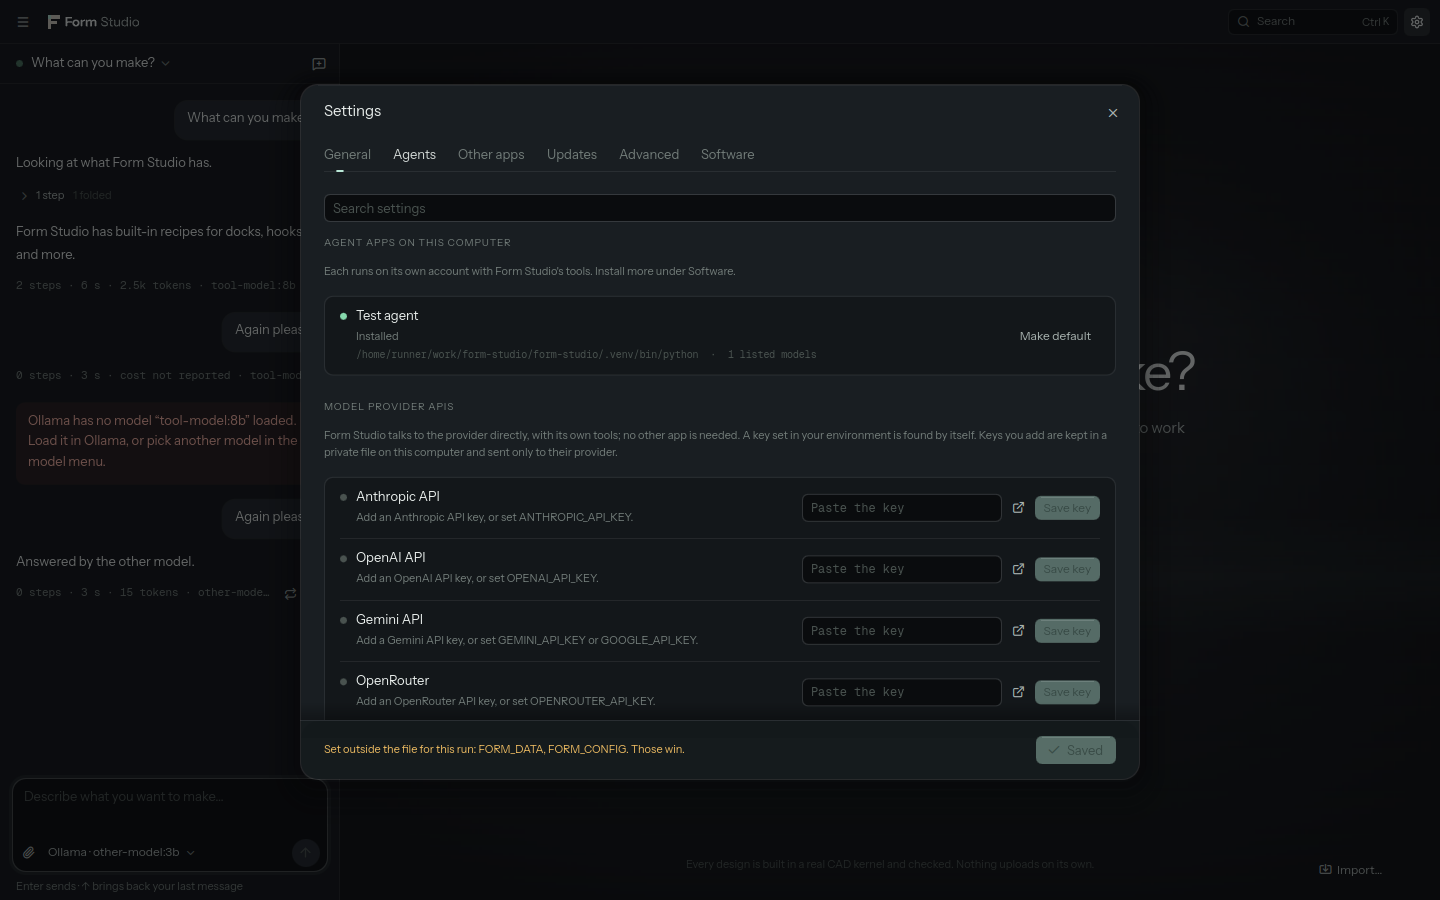 Form Studio
Search Ctrl K
What can you make?
What can you make
Looking at what Form Studio has.
1 step 1 folded
Form Studio has built-in recipes for docks, hooks
and more.
2 steps · 6 s · 2.5k tokens · tool-model:8b
Again pleas
0 steps · 3 s · cost not reported · tool-mod
Ollama has no model “tool-model:8b” loaded.
Load it in Ollama, or pick another model in the
model menu.
Again pleas
Answered by the other model.
0 steps · 3 s · 15 tokens · other-mode…
Describe what you want to make...
Ollama · other-model:3b
Enter sends · ↑ brings back your last message
Settings
General Agents Other apps Updates Advanced Software
Search settings
AGENT APPS ON THIS COMPUTER
Each runs on its own account with Form Studio's tools. Install more under Software.
Test agent
Installed
Make default
/home/runner/work/form-studio/form-studio/.venv/bin/python · 1 listed models
MODEL PROVIDER APIS
Form Studio talks to the provider directly, with its own tools; no other app is needed. A key set in your environment is found by itself. Keys you add are kept in a
private file on this computer and sent only to their provider.
Anthropic API
Add an Anthropic API key, or set ANTHROPIC_API_KEY.
Paste the key Save key
OpenAI API
Add an OpenAI API key, or set OPENAI_API_KEY.
Paste the key Save key
Gemini API
Add a Gemini API key, or set GEMINI_API_KEY or GOOGLE_API_KEY.
Paste the key Save key
OpenRouter
Add an OpenRouter API key, or set OPENROUTER_API_KEY.
Paste the key Save key
Set outside the file for this run: FORM_DATA, FORM_CONFIG. Those win.
Saved
ke?
o work
Every design is built in a real CAD kernel and checked. Nothing uploads on its own.
Import...